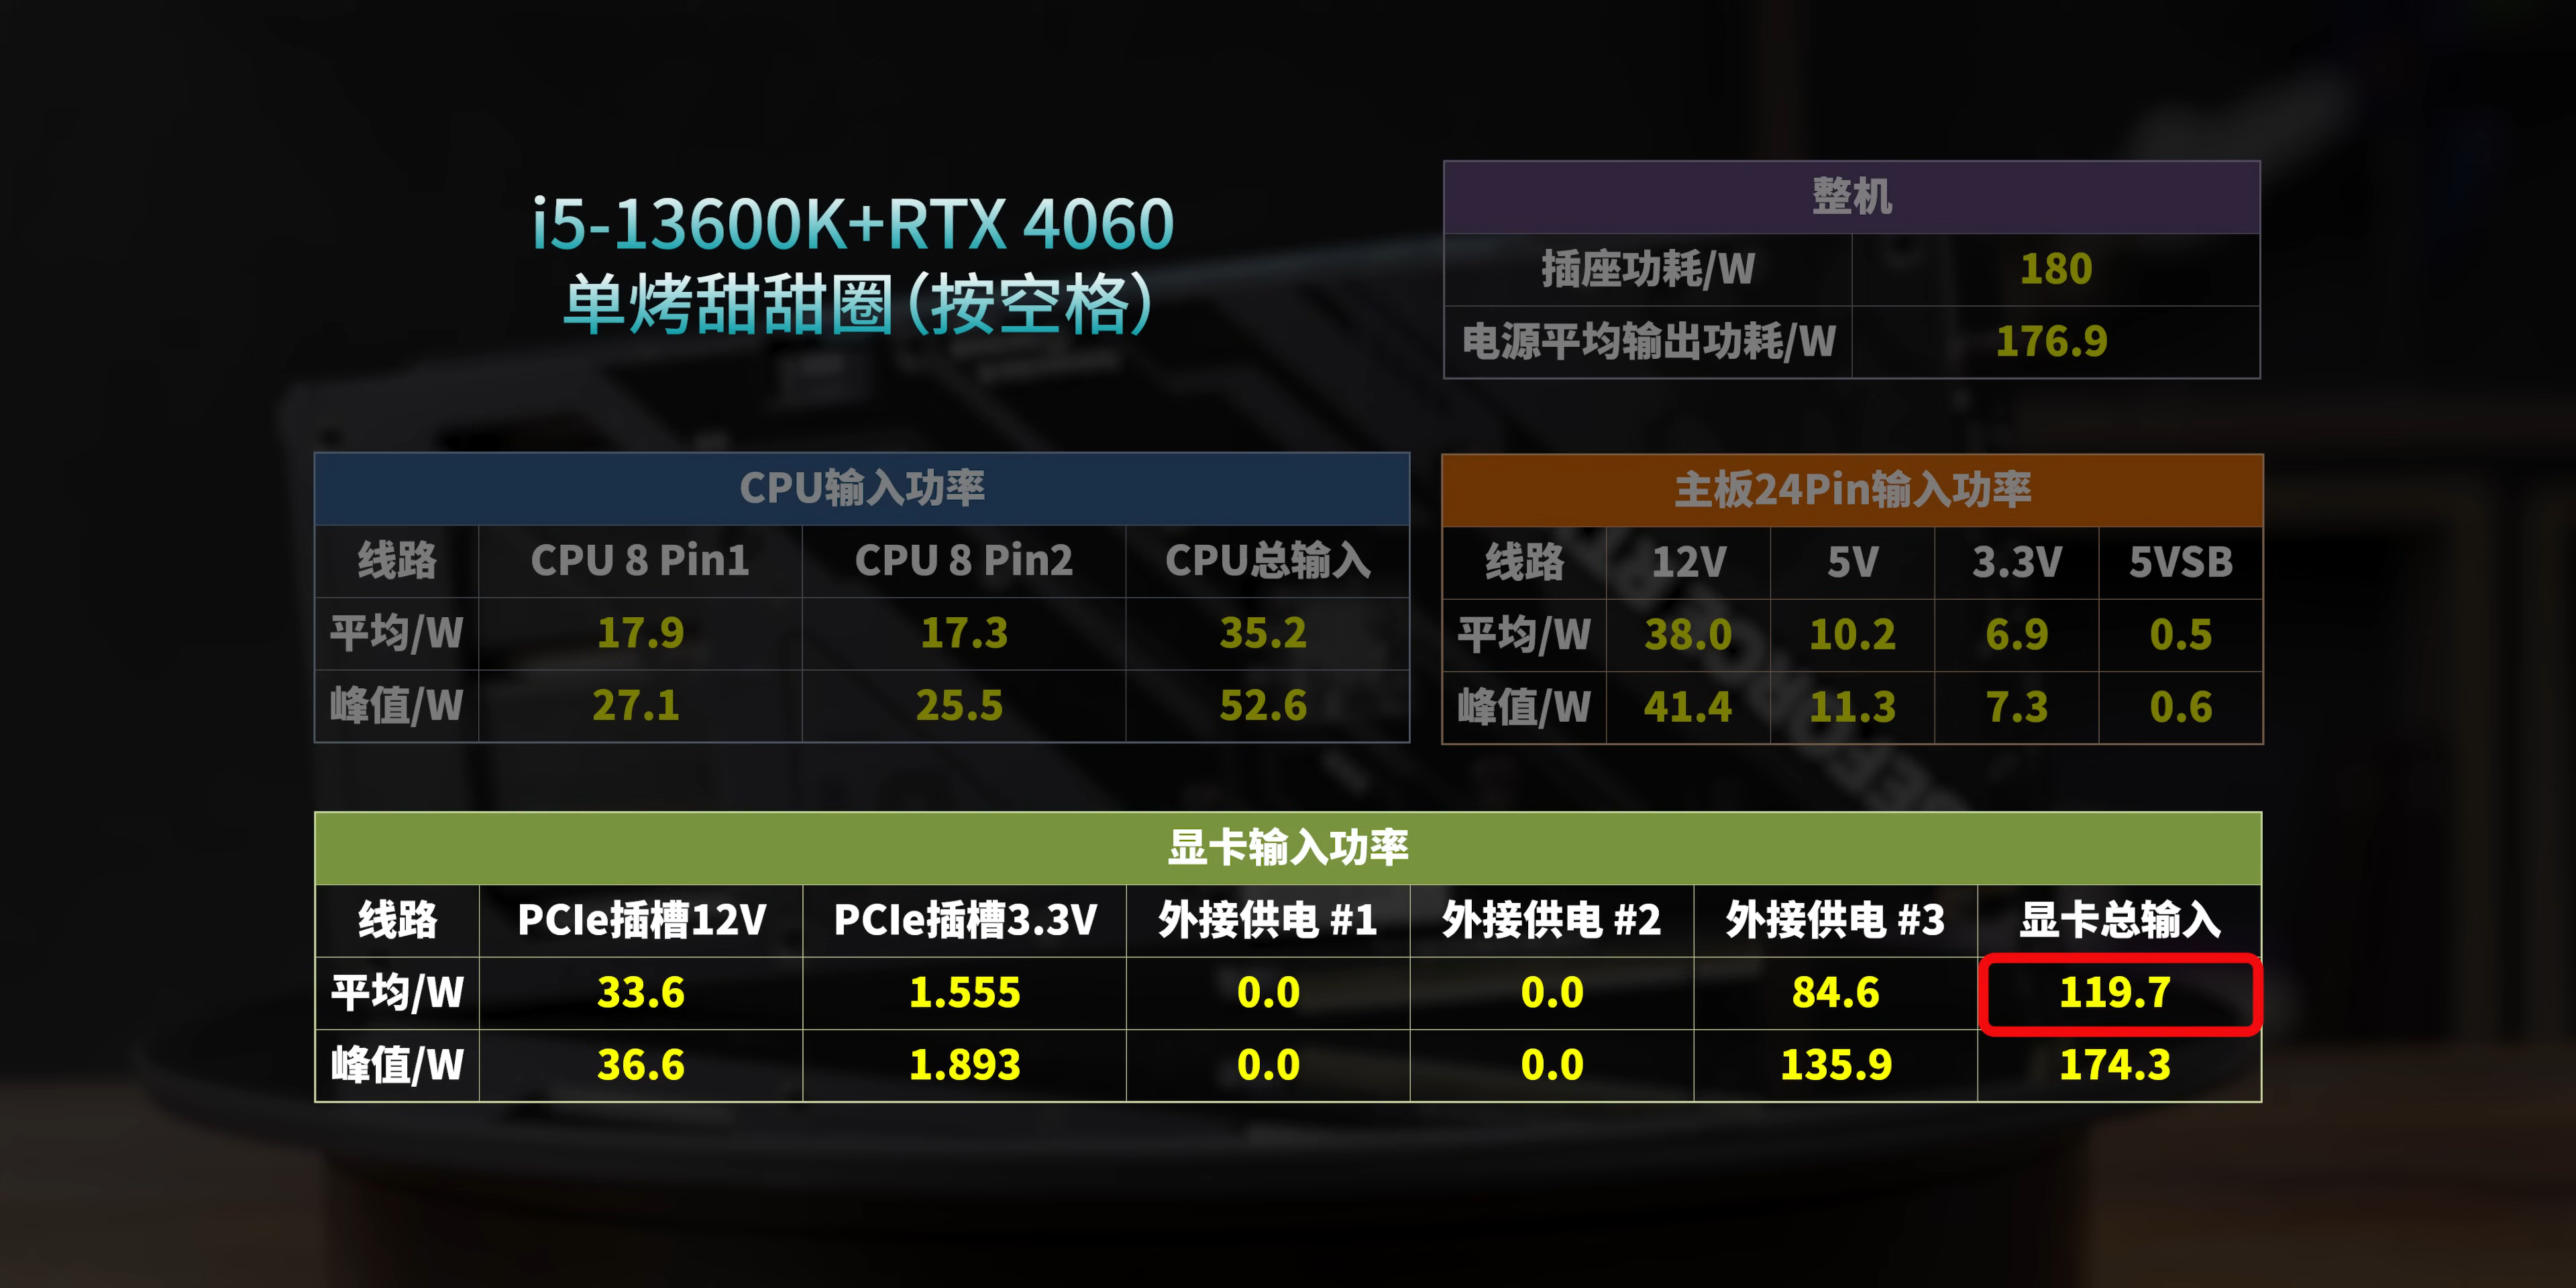 i5-13600K+RTX 4060
单烤甜甜圈(按空格)
整机
插座功耗/W 180
电源平均输出功耗/W 176.9
CPU输入功率
线路 CPU 8 Pin1 CPU 8 Pin2 CPU总输入
平均/W 17.9 17.3 35.2
峰值/W 27.1 25.5 52.6
主板24Pin输入功率
线路 12V 5V 3.3V 5VSB
平均/W 38.0 10.2 6.9 0.5
峰值/W 41.4 11.3 7.3 0.6
显卡输入功率
线路 PCIe插槽12V PCIe插槽3.3V 外接供电 #1 外接供电 #2 外接供电 #3 显卡总输入
平均/W 33.6 1.555 0.0 0.0 84.6 119.7
峰值/W 36.6 1.893 0.0 0.0 135.9 174.3